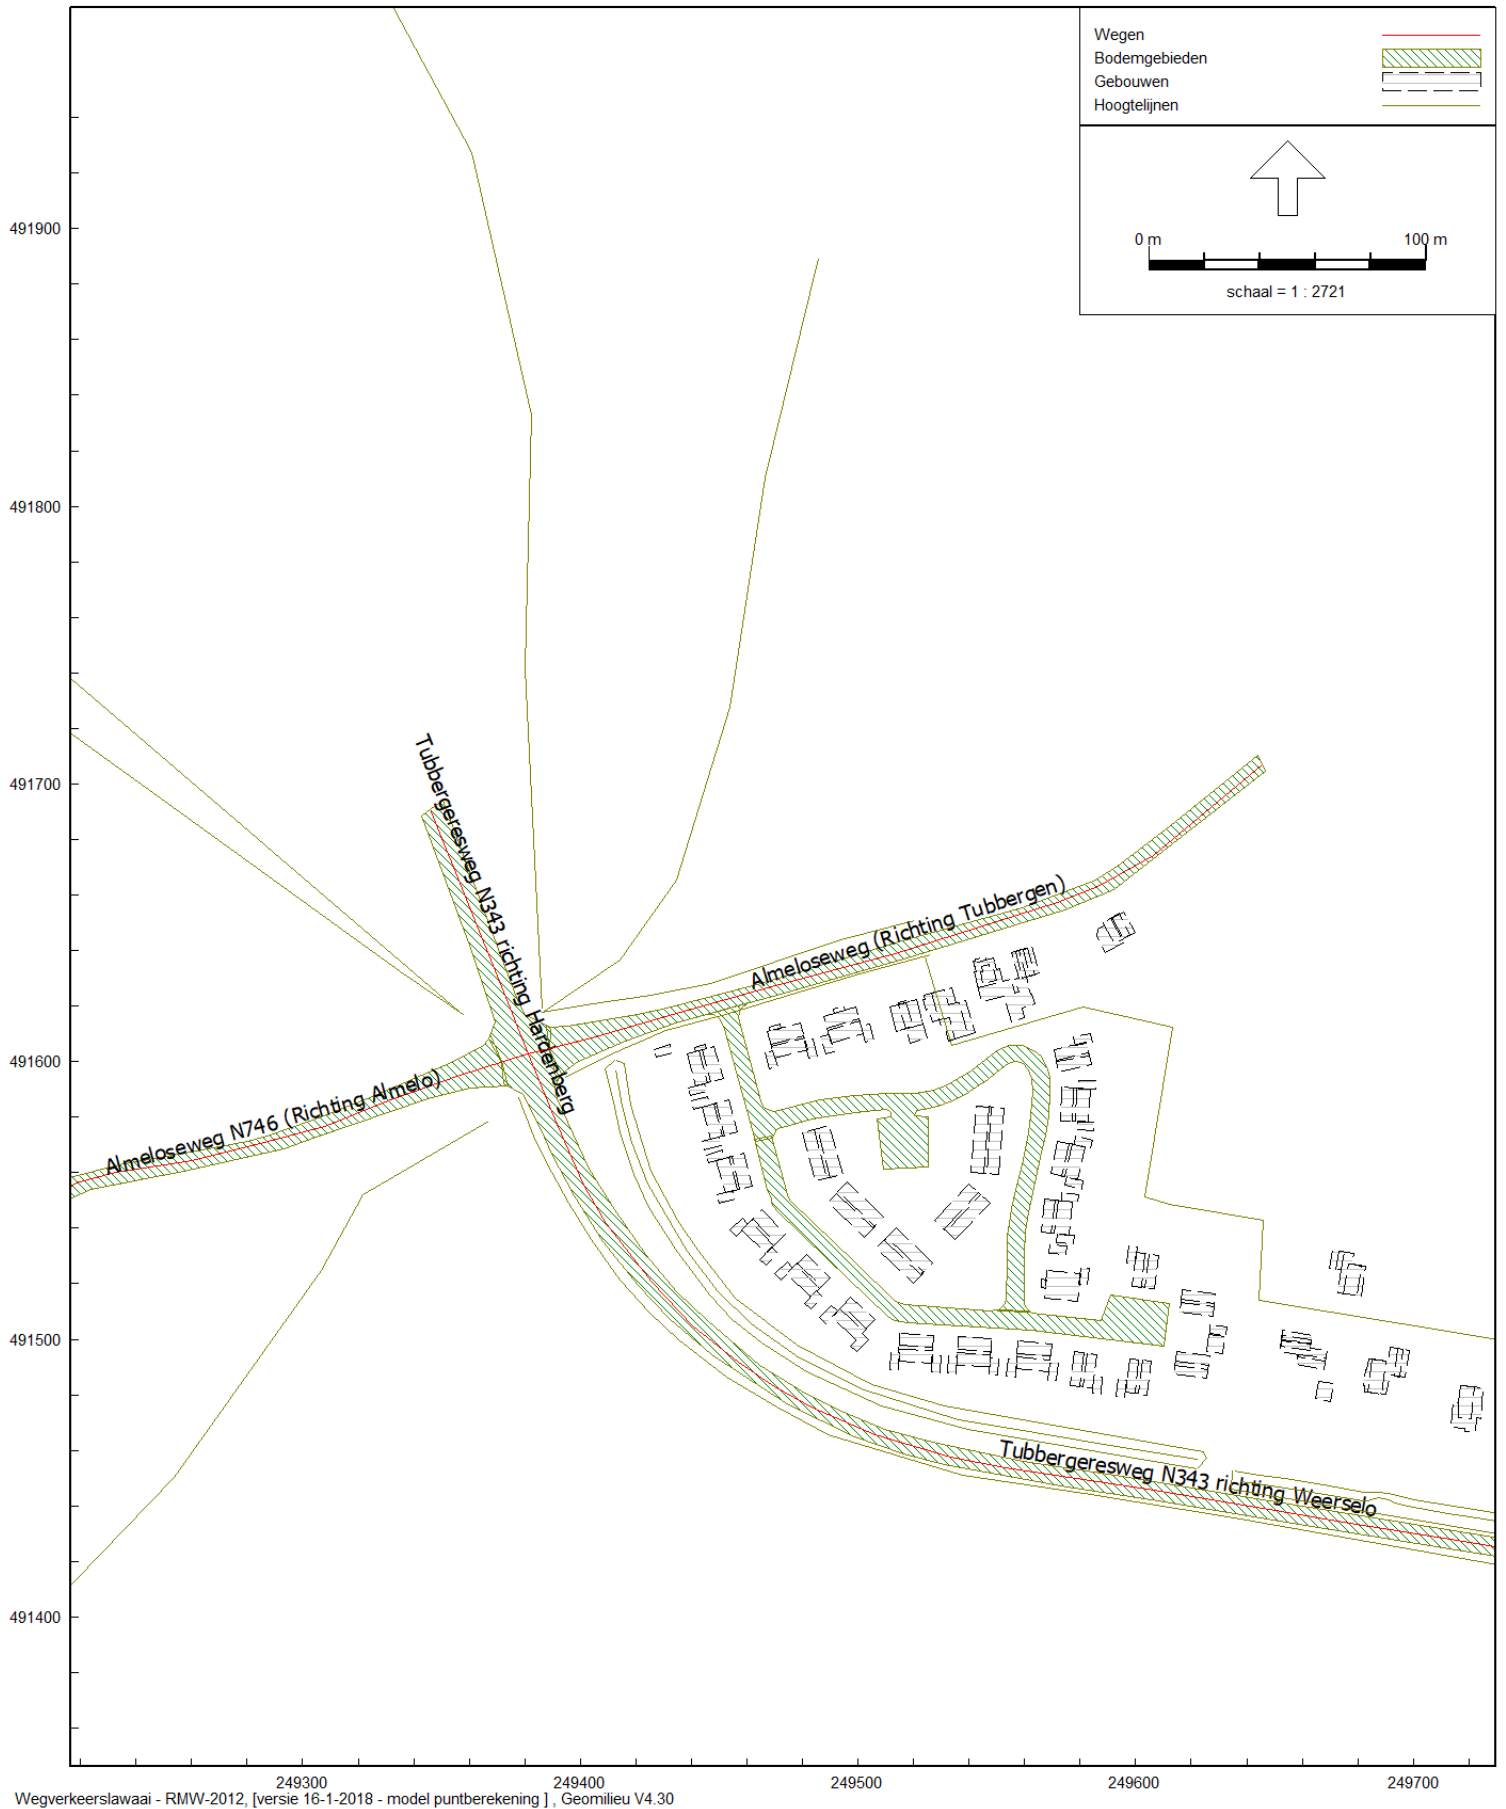 Wegen
Bodemgebieden
Gebouwen
Hoogtelijnen
0 m 100 m
schaal = 1 : 2721
491900
491800
491700
491600
491500
491400
Tubbergeresweg N343 richting Hardenberg
Almeloseweg (Richting Tubbergen)
Almeloseweg N746 (Richting Almelo)
Tubbergeresweg N343 richting Weerselo
249300 249400 249500 249600 249700
Wegverkeerslawaai - RMW-2012, [versie 16-1-2018 - model puntberekening ] , Geomilieu V4.30